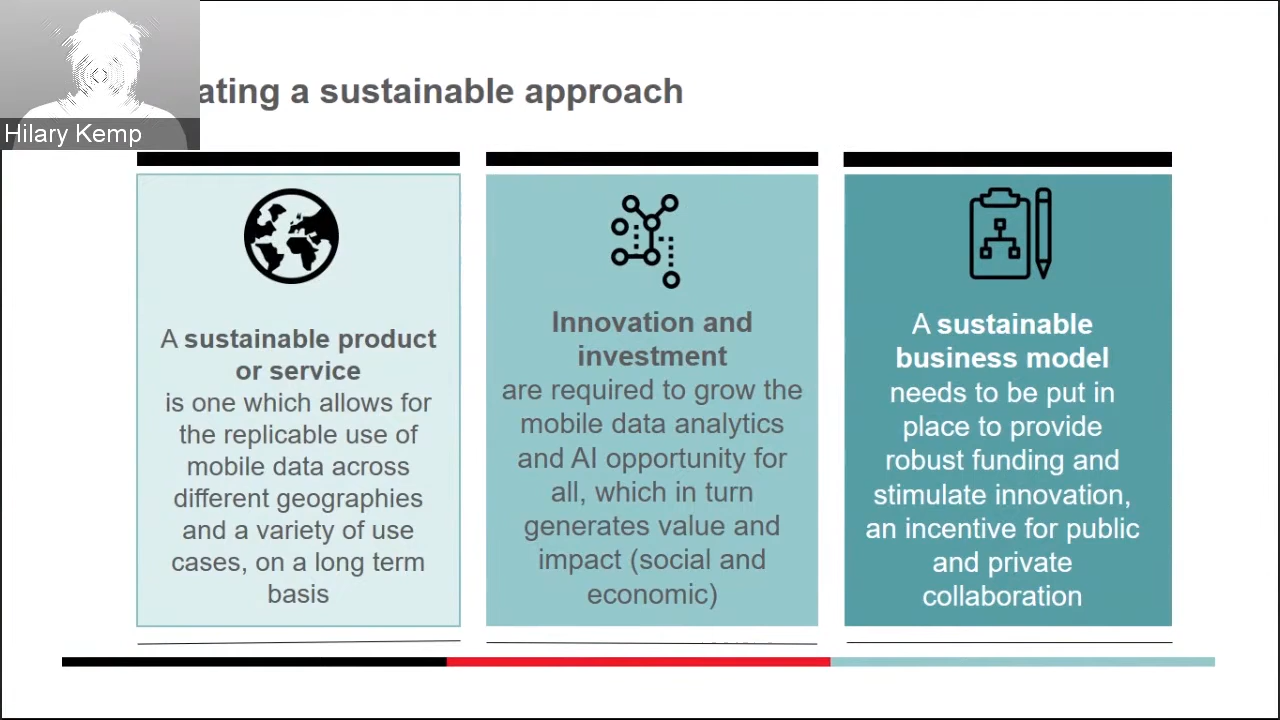 Hilary Kemp
ating a sustainable approach
A sustainable product
or service
is one which allows for
the replicable use of
mobile data across
different geographies
and a variety of use
cases, on a long term
basis
Innovation and
investment
are required to grow the
mobile data analytics
and AI opportunity for
all, which in turn
generates value and
impact (social and
economic)
A sustainable
business model
needs to be put in
place to provide
robust funding and
stimulate innovation,
an incentive for public
and private
collaboration